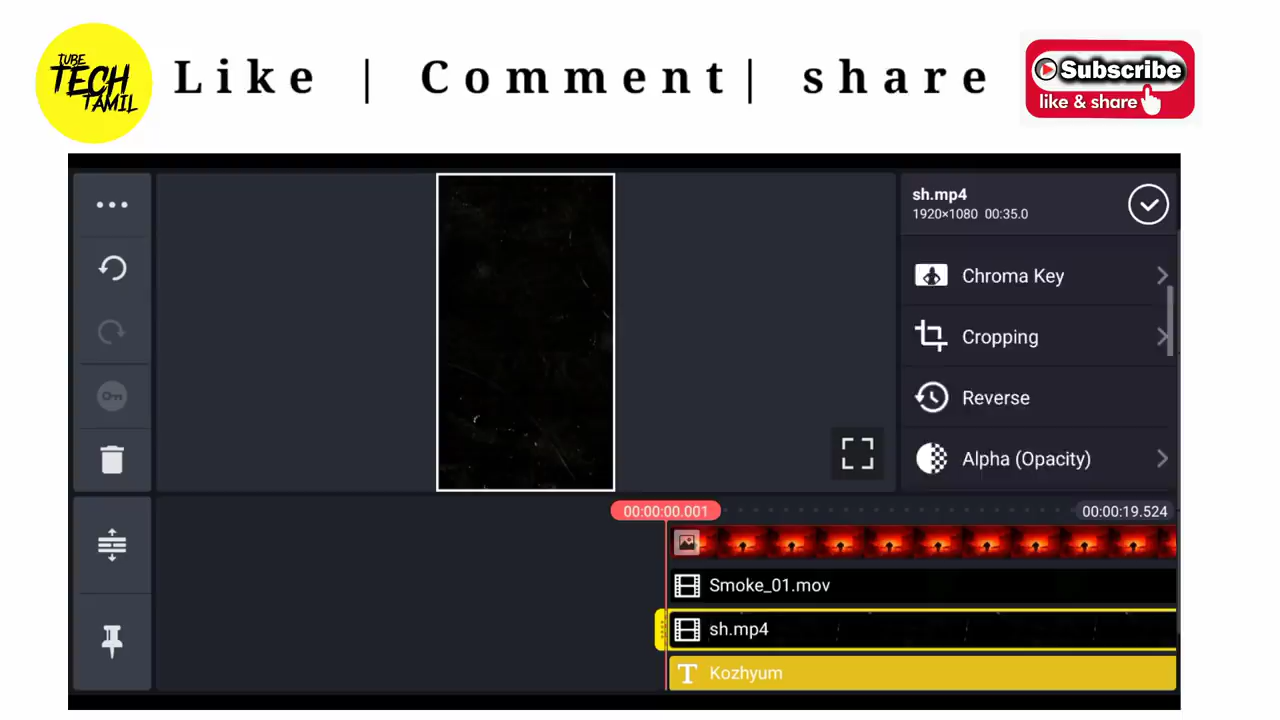 TUBE
TECH
TAMIL
Like | Comment| share
Subscribe
like & share
sh.mp4
1920×1080 00:35.0
Chroma Key
Cropping
Reverse
Alpha (Opacity)
00:00:00.001
00:00:19.524
Smoke_01.mov
sh.mp4
T Kozhyum